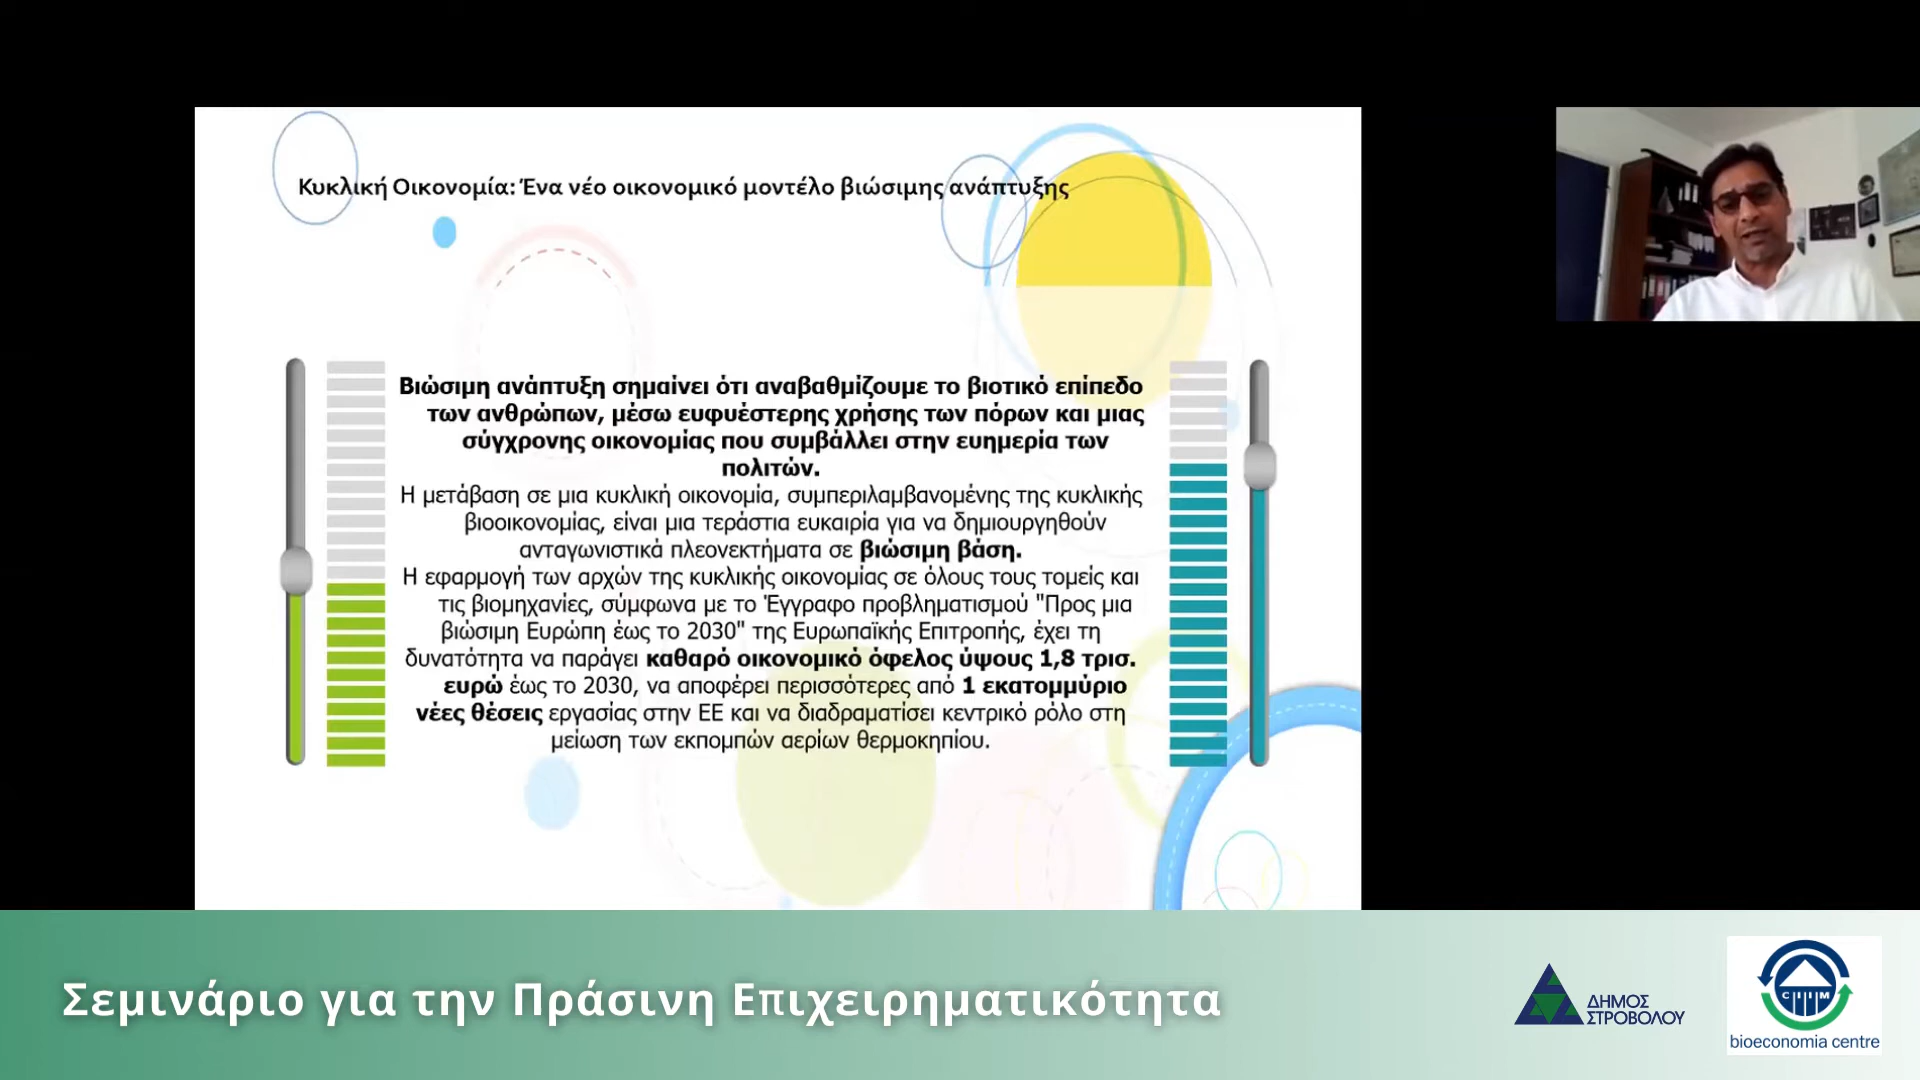 Κυκλική Οικονομία: Ένα νέο οικονομικό μοντέλο βιώσιμης ανάπτυξης
Βιώσιμη ανάπτυξη σημαίνει ότι αναβαθμίζουμε το βιοτικό επίπεδο
των ανθρώπων, μέσω ευφυέστερης χρήσης των πόρων και μιας
σύγχρονης οικονομίας που συμβάλλει στην ευημερία των
πολιτών.
Η μετάβαση σε μια κυκλική οικονομία, συμπεριλαμβανομένης της κυκλικής
βιοοικονομίας, είναι μια τεράστια ευκαιρία για να δημιουργηθούν
ανταγωνιστικά πλεονεκτήματα σε βιώσιμη βάση.
Η εφαρμογή των αρχών της κυκλικής οικονομίας σε όλους τους τομείς και
τις βιομηχανίες, σύμφωνα με το Έγγραφο προβληματισμού "Προς μια
βιώσιμη Ευρώπη έως το 2030" της Ευρωπαϊκής Επιτροπής, έχει τη
δυνατότητα να παράγει καθαρό οικονομικό όφελος ύψους 1,8 τρισ.
ευρώ έως το 2030, να αποφέρει περισσότερες από 1 εκατομμύριο
νέες θέσεις εργασίας στην ΕΕ και να διαδραματίσει κεντρικό ρόλο στη
μείωση των εκπομπών αερίων θερμοκηπίου.
Σεμινάριο για την Πράσινη Επιχειρηματικότητα
ΔΗΜΟΣ
ΣΤΡΟΒΟΛΟΥ
CIIM
bioeconomia centre